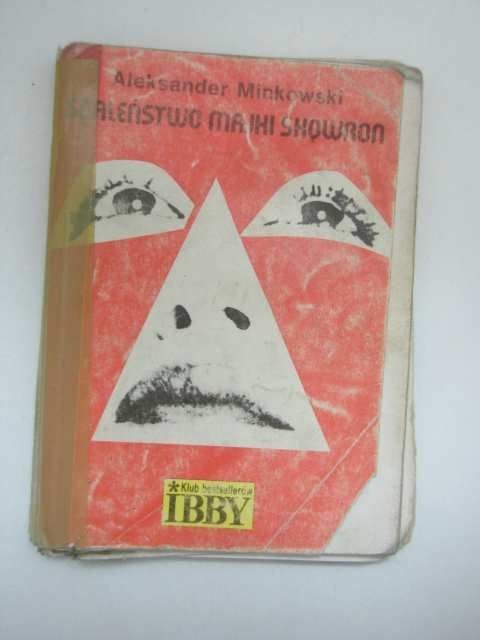 Aleksander Minkowski
SZALEŃSTWO MAJKI SKOWRON
* Klub bestsellerów
IBBY